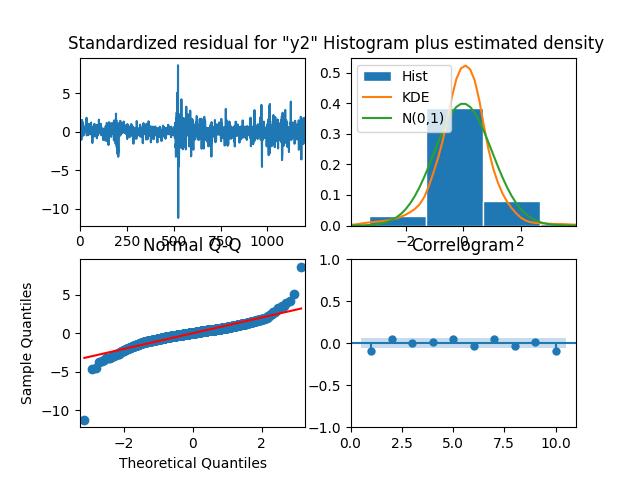 Standardized residual for "y2"
5
0
−5
−10
0 250 500 750 1000
Histogram plus estimated density
Hist
KDE
N(0,1)
0.5
0.4
0.3
0.2
0.1
0.0
−2 0 2
Normal Q-Q
Sample Quantiles
5
0
−5
−10
−2 0 2
Theoretical Quantiles
Correlogram
1.0
0.5
0.0
−0.5
−1.0
0.0 2.5 5.0 7.5 10.0